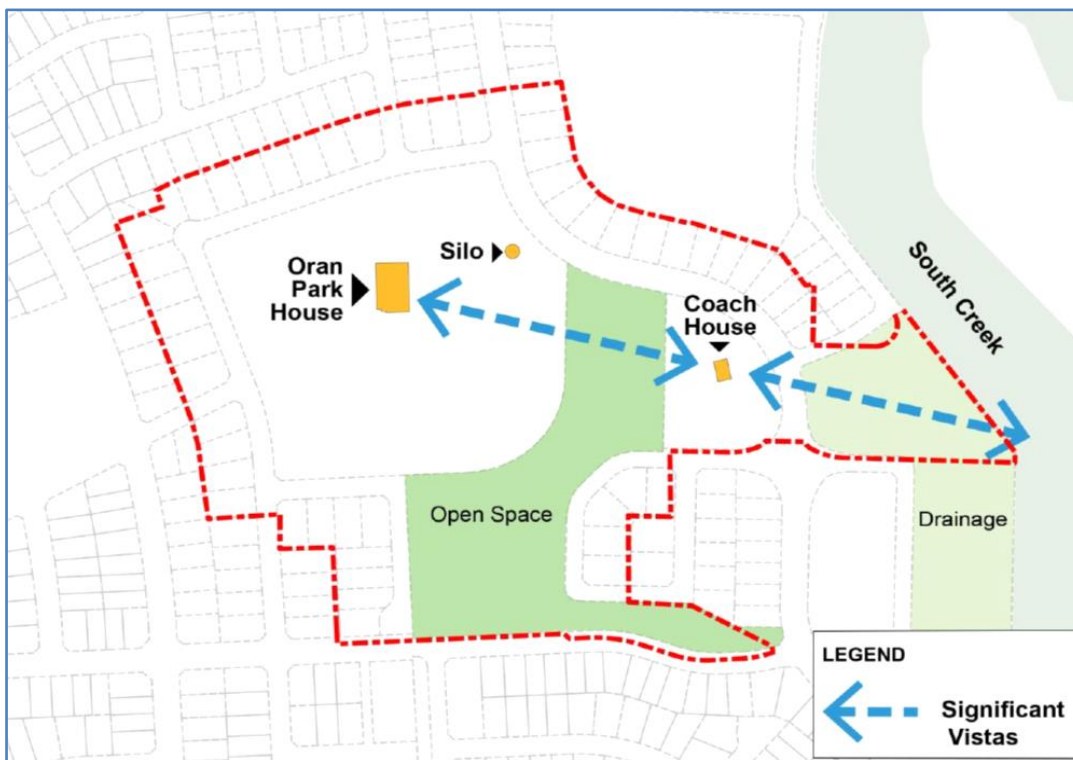 Silo
Oran
Park
House
Coach
House
South Creek
Open Space
Drainage
LEGEND
Significant
Vistas